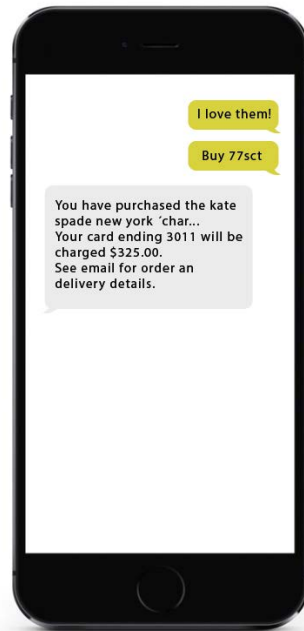 I love them!
Buy 77sct
You have purchased the kate
spade new york ´char...
Your card ending 3011 will be
charged $325.00.
See email for order an
delivery details.